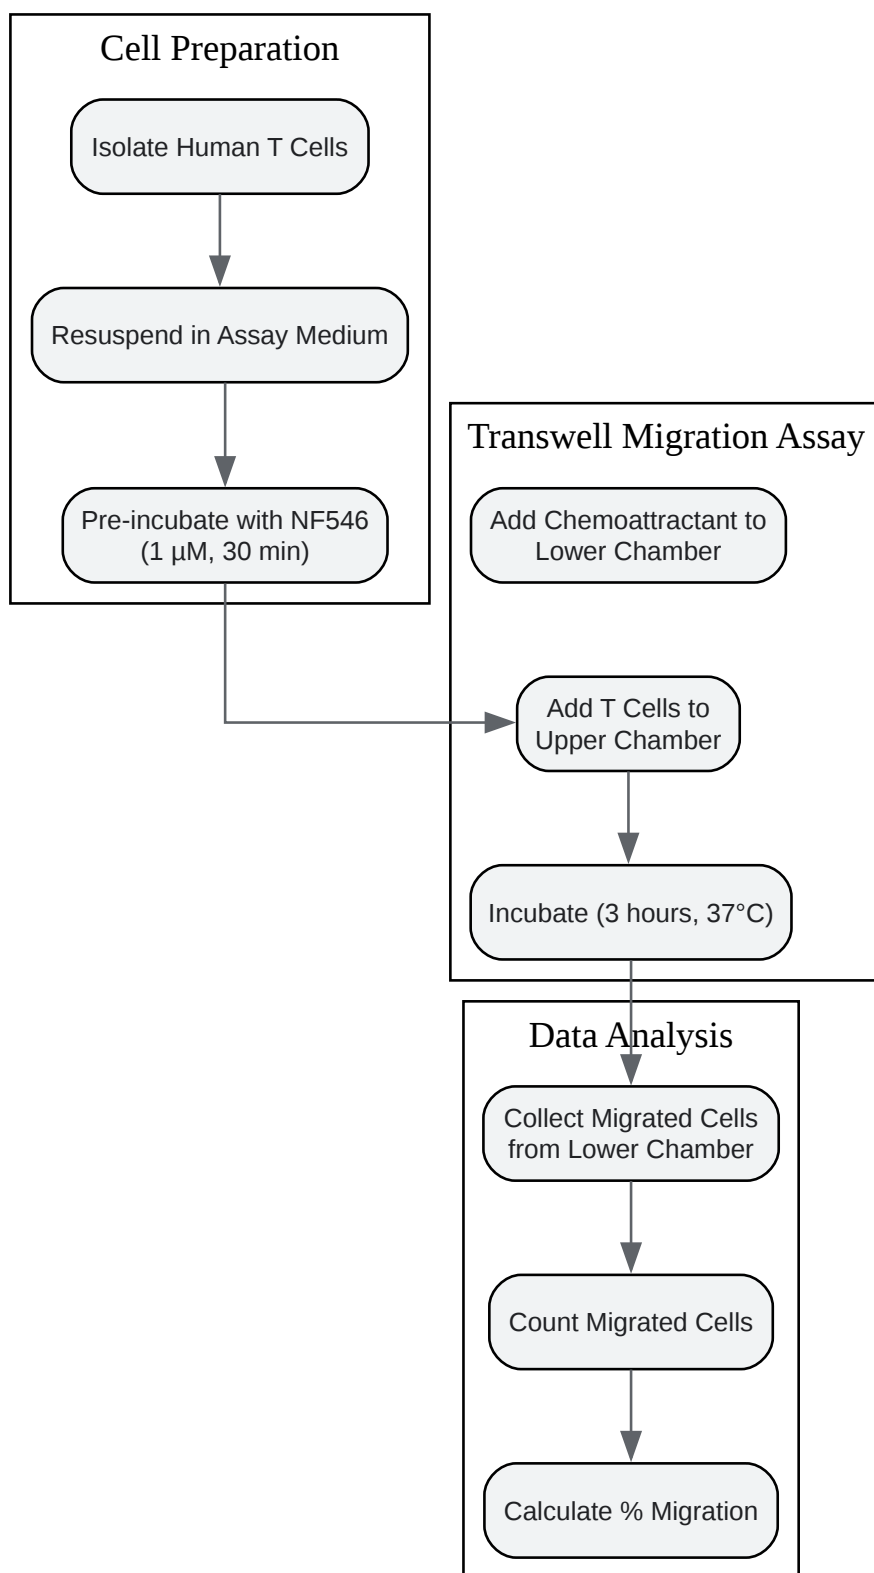 Cell Preparation
Isolate Human T Cells
Resuspend in Assay Medium
Pre-incubate with NF546
(1 µM, 30 min)
Transwell Migration Assay
Add Chemoattractant to
Lower Chamber
Add T Cells to
Upper Chamber
Incubate (3 hours, 37°C)
Data Analysis
Collect Migrated Cells
from Lower Chamber
Count Migrated Cells
Calculate % Migration